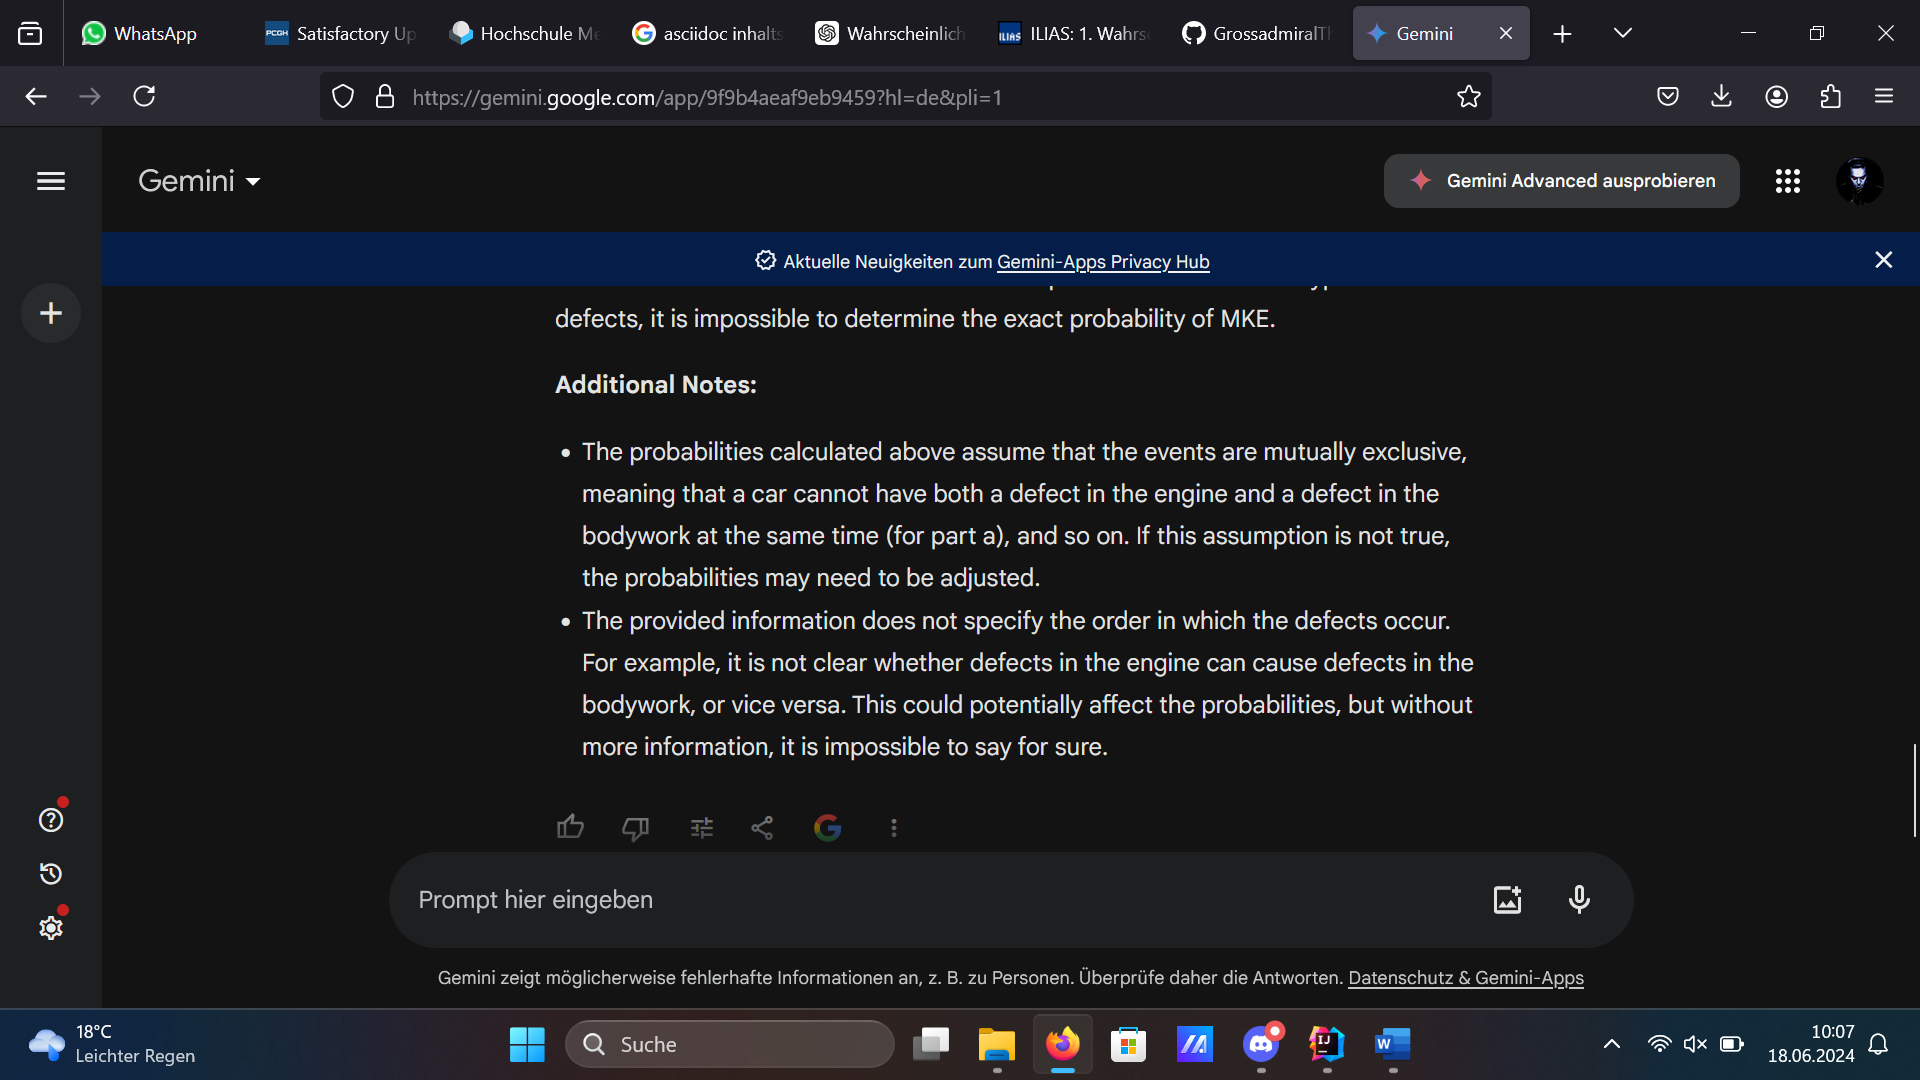 WhatsApp
PCGH Satisfactory Up
Hochschule Me
asciidoc inhalts
Wahrscheinlich
ILIAS ILIAS: 1. Wahrs
GrossadmiralTh
Gemini
https://gemini.google.com/app/9f9b4aeaf9eb9459?hl=de&pli=1
Gemini
Gemini Advanced ausprobieren
Aktuelle Neuigkeiten zum Gemini-Apps Privacy Hub
defects, it is impossible to determine the exact probability of MKE.
Additional Notes:
• The probabilities calculated above assume that the events are mutually exclusive,
meaning that a car cannot have both a defect in the engine and a defect in the
bodywork at the same time (for part a), and so on. If this assumption is not true,
the probabilities may need to be adjusted.
• The provided information does not specify the order in which the defects occur.
For example, it is not clear whether defects in the engine can cause defects in the
bodywork, or vice versa. This could potentially affect the probabilities, but without
more information, it is impossible to say for sure.
Prompt hier eingeben
Gemini zeigt möglicherweise fehlerhafte Informationen an, z. B. zu Personen. Überprüfe daher die Antworten. Datenschutz & Gemini-Apps
18°C
Leichter Regen
Suche
10:07
18.06.2024